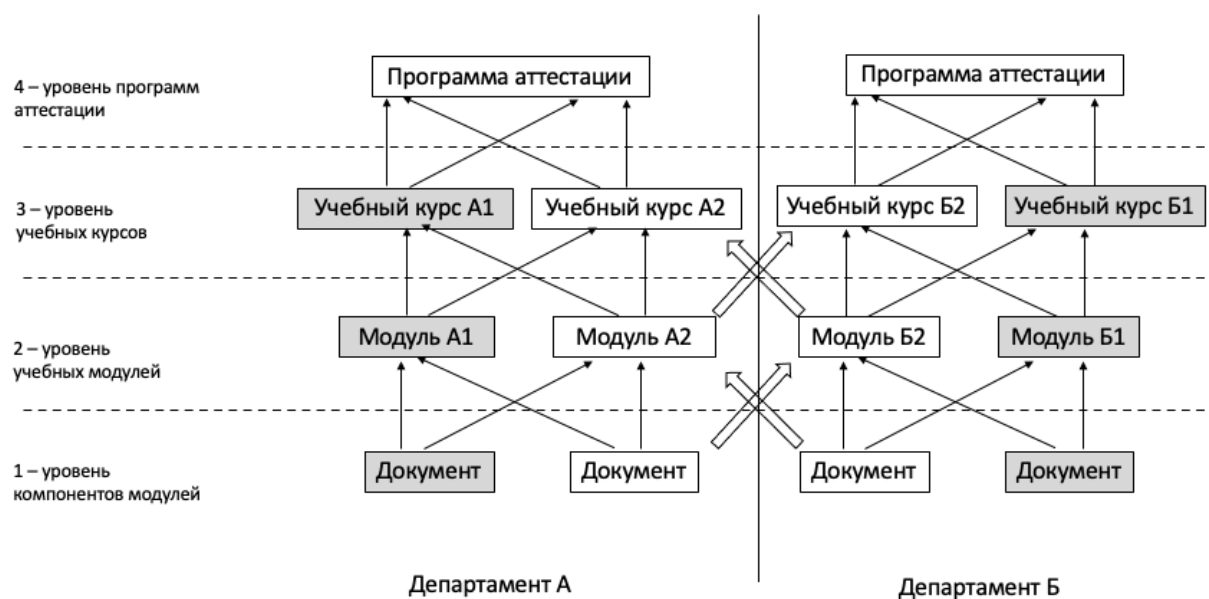 Программа аттестации
Программа аттестации
4 – уровень программ
аттестации
Учебный курс А1
Учебный курс А2
Учебный курс Б2
Учебный курс Б1
3 – уровень
учебных курсов
Модуль А1
Модуль А2
Модуль Б2
Модуль Б1
2 – уровень
учебных модулей
Документ
Документ
Документ
Документ
1 – уровень
компонентов модулей
Департамент А
Департамент Б